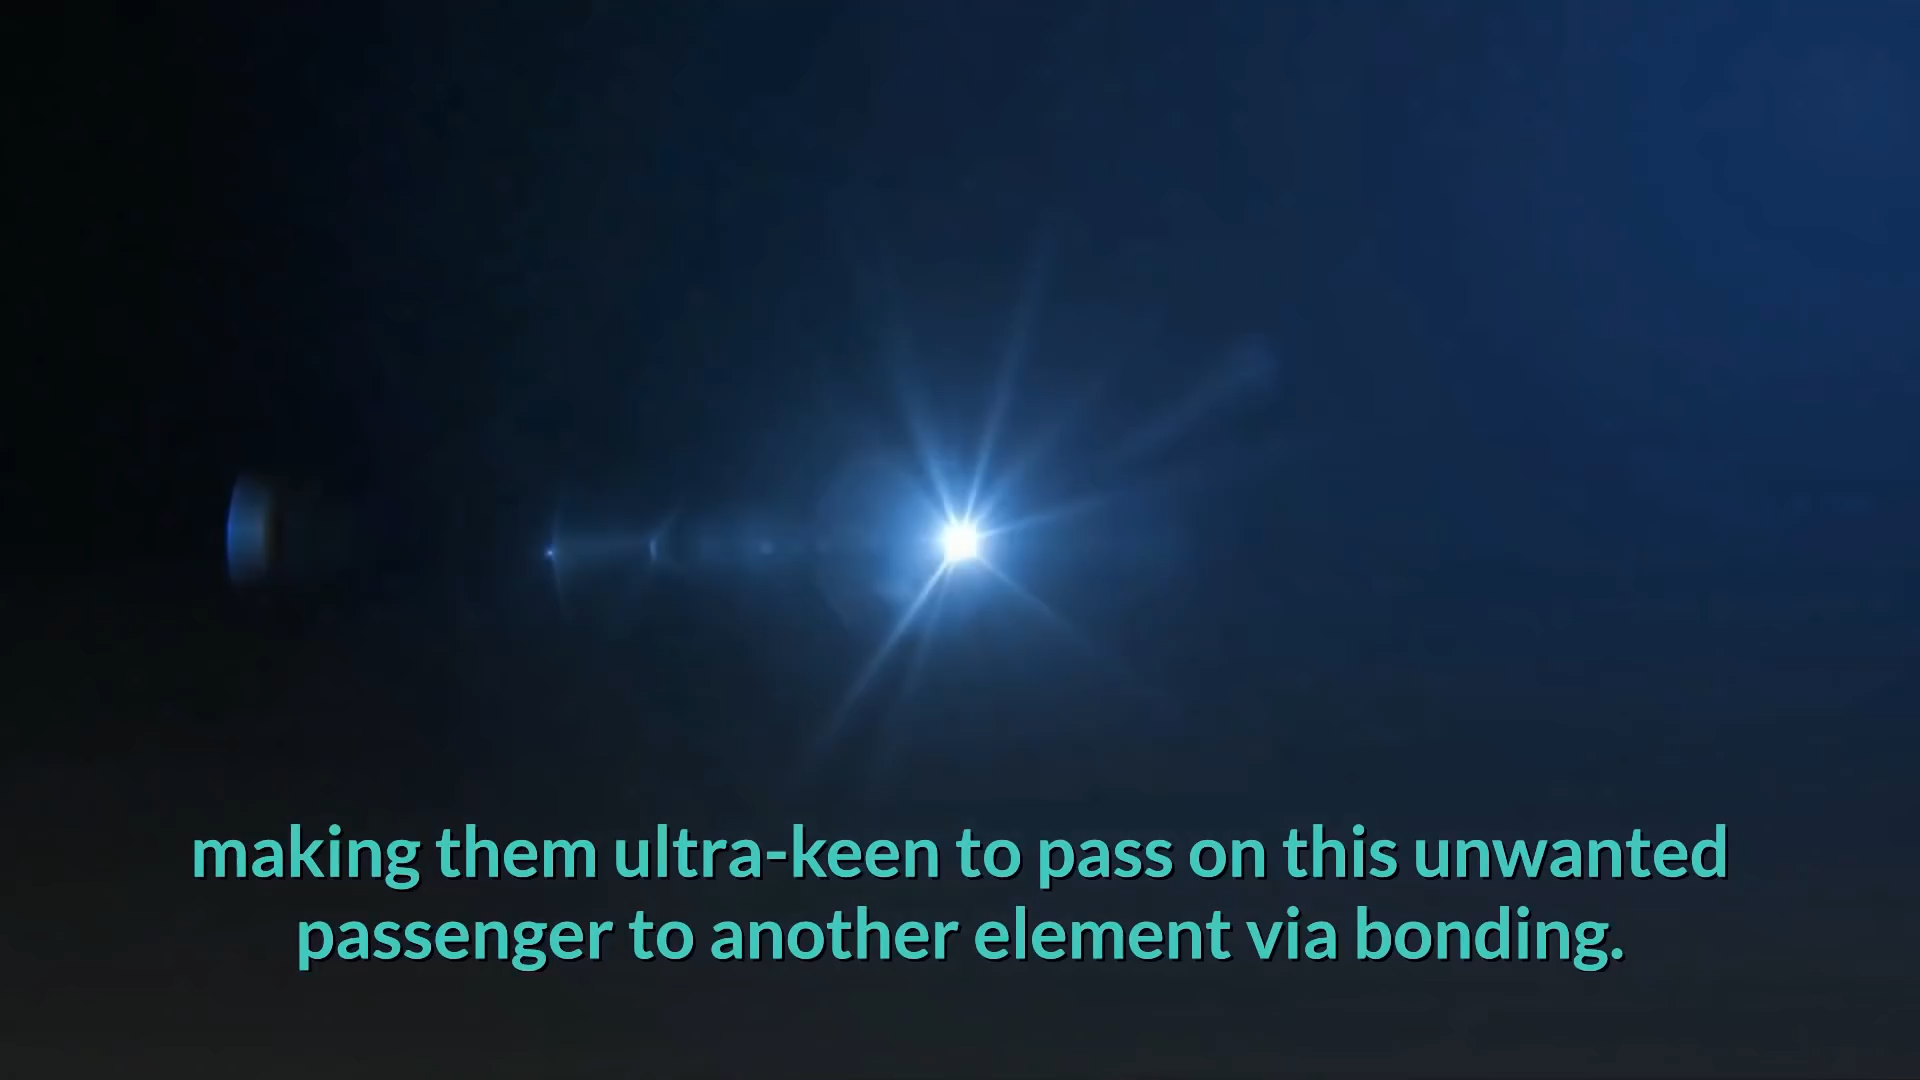 making them ultra-keen to pass on this unwanted
passenger to another element via bonding.